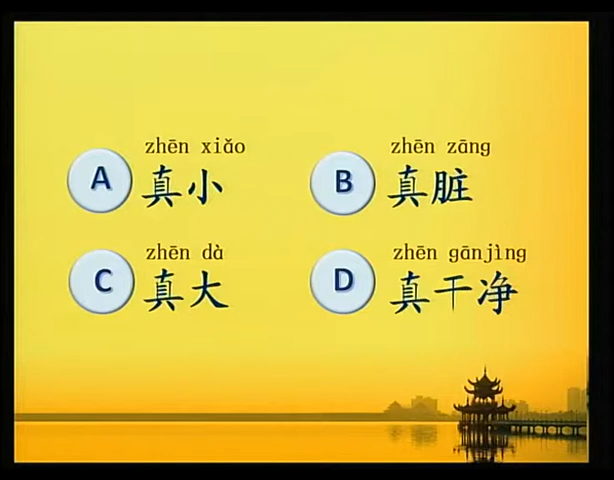 zhēn xiǎo
A 真小
zhēn zāng
B 真脏
zhēn dà
C 真大
zhēn gānjìng
D 真干净